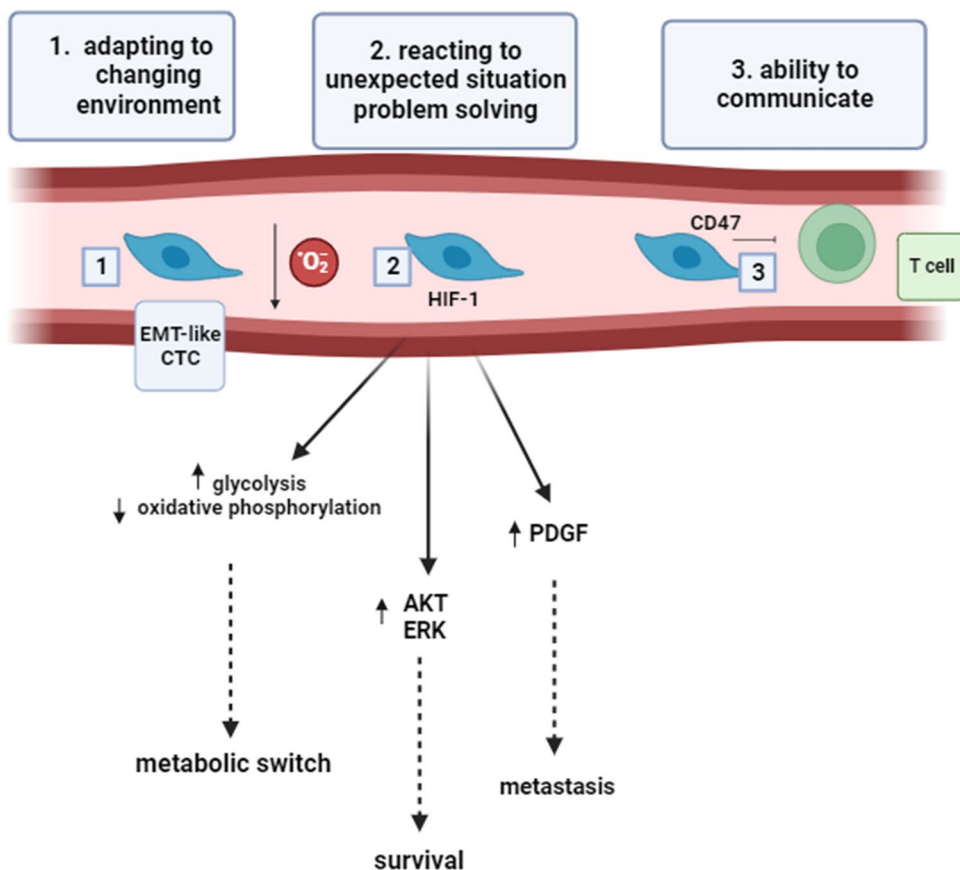 1. adapting to
changing
environment
2. reacting to
unexpected situation
problem solving
3. ability to
communicate
CD47
1
•O₂⁻
2
HIF-1
3
T cell
EMT-like
CTC
glycolysis
oxidative phosphorylation
PDGF
AKT
ERK
metabolic switch
metastasis
survival